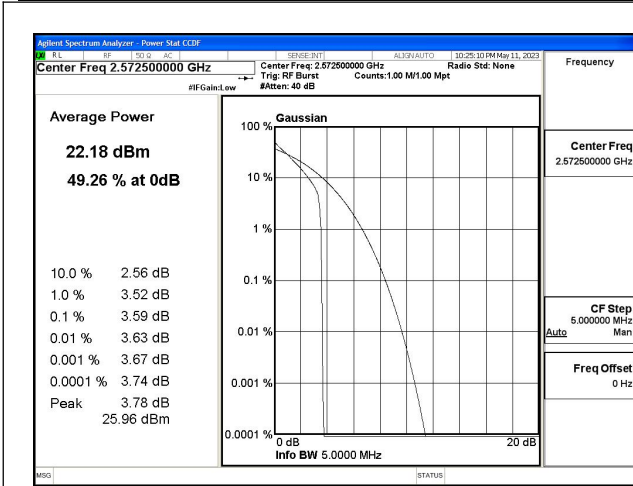 Agilent Spectrum Analyzer - Power Stat CCDF
RL RF 50 Ω AC SENSE:INT ALIGN AUTO 10:25:10 PM May 11, 2023
Center Freq 2.572500000 GHz
Center Freq: 2.572500000 GHz Radio Std: None
Trig: RF Burst Counts:1.00 M/1.00 Mpt
#IFGain:Low #Atten: 40 dB
Frequency
Average Power
22.18 dBm
49.26 % at 0dB
10.0 % 2.56 dB
1.0 % 3.52 dB
0.1 % 3.59 dB
0.01 % 3.63 dB
0.001 % 3.67 dB
0.0001 % 3.74 dB
Peak 3.78 dB
25.96 dBm
Gaussian
100 %
10 %
1 %
0.1 %
0.01 %
0.001 %
0.0001 %
0 dB 20 dB
Info BW 5.0000 MHz
Center Freq
2.572500000 GHz
CF Step
5.000000 MHz
Auto Man
Freq Offset
0 Hz
MSG STATUS